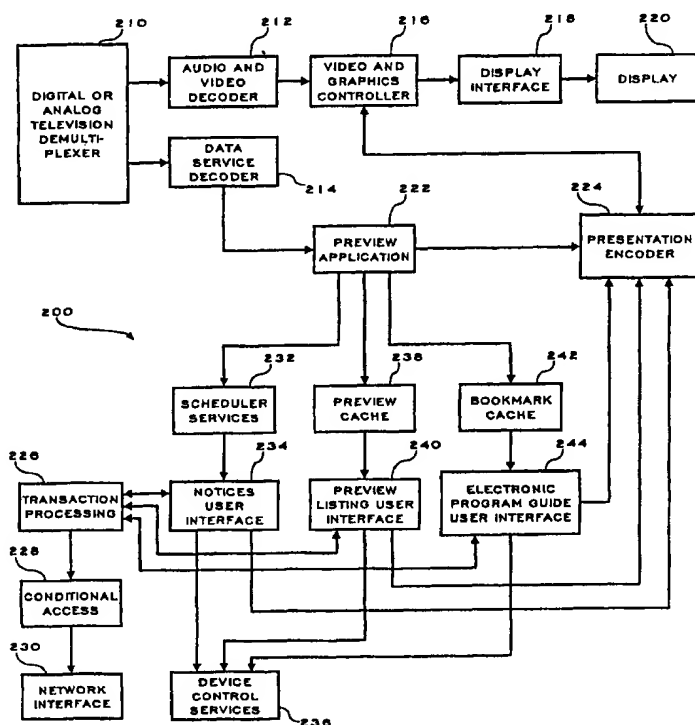 210
212
216
218
220
DIGITAL OR
ANALOG
TELEVISION
DEMULTI-
PLEXER
AUDIO AND
VIDEO
DECODER
VIDEO AND
GRAPHICS
CONTROLLER
DISPLAY
INTERFACE
DISPLAY
DATA
SERVICE
DECODER
214
222
224
PREVIEW
APPLICATION
PRESENTATION
ENCODER
200
232
238
242
SCHEDULER
SERVICES
PREVIEW
CACHE
BOOKMARK
CACHE
226
234
240
244
TRANSACTION
PROCESSING
NOTICES
USER
INTERFACE
PREVIEW
LISTING USER
INTERFACE
ELECTRONIC
PROGRAM GUIDE
USER INTERFACE
228
CONDITIONAL
ACCESS
230
NETWORK
INTERFACE
DEVICE
CONTROL
SERVICES
236